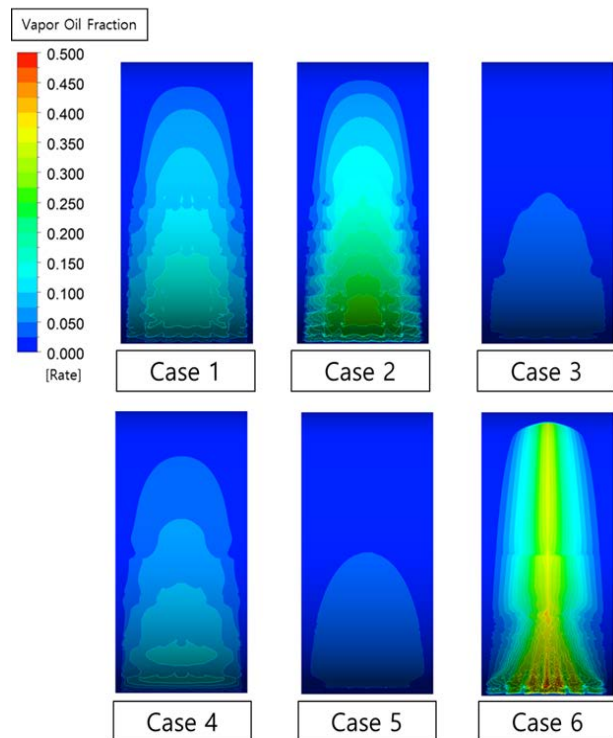 Vapor Oil Fraction
0.500
0.450
0.400
0.350
0.300
0.250
0.200
0.150
0.100
0.050
0.000
[Rate]
Case 1
Case 2
Case 3
Case 4
Case 5
Case 6